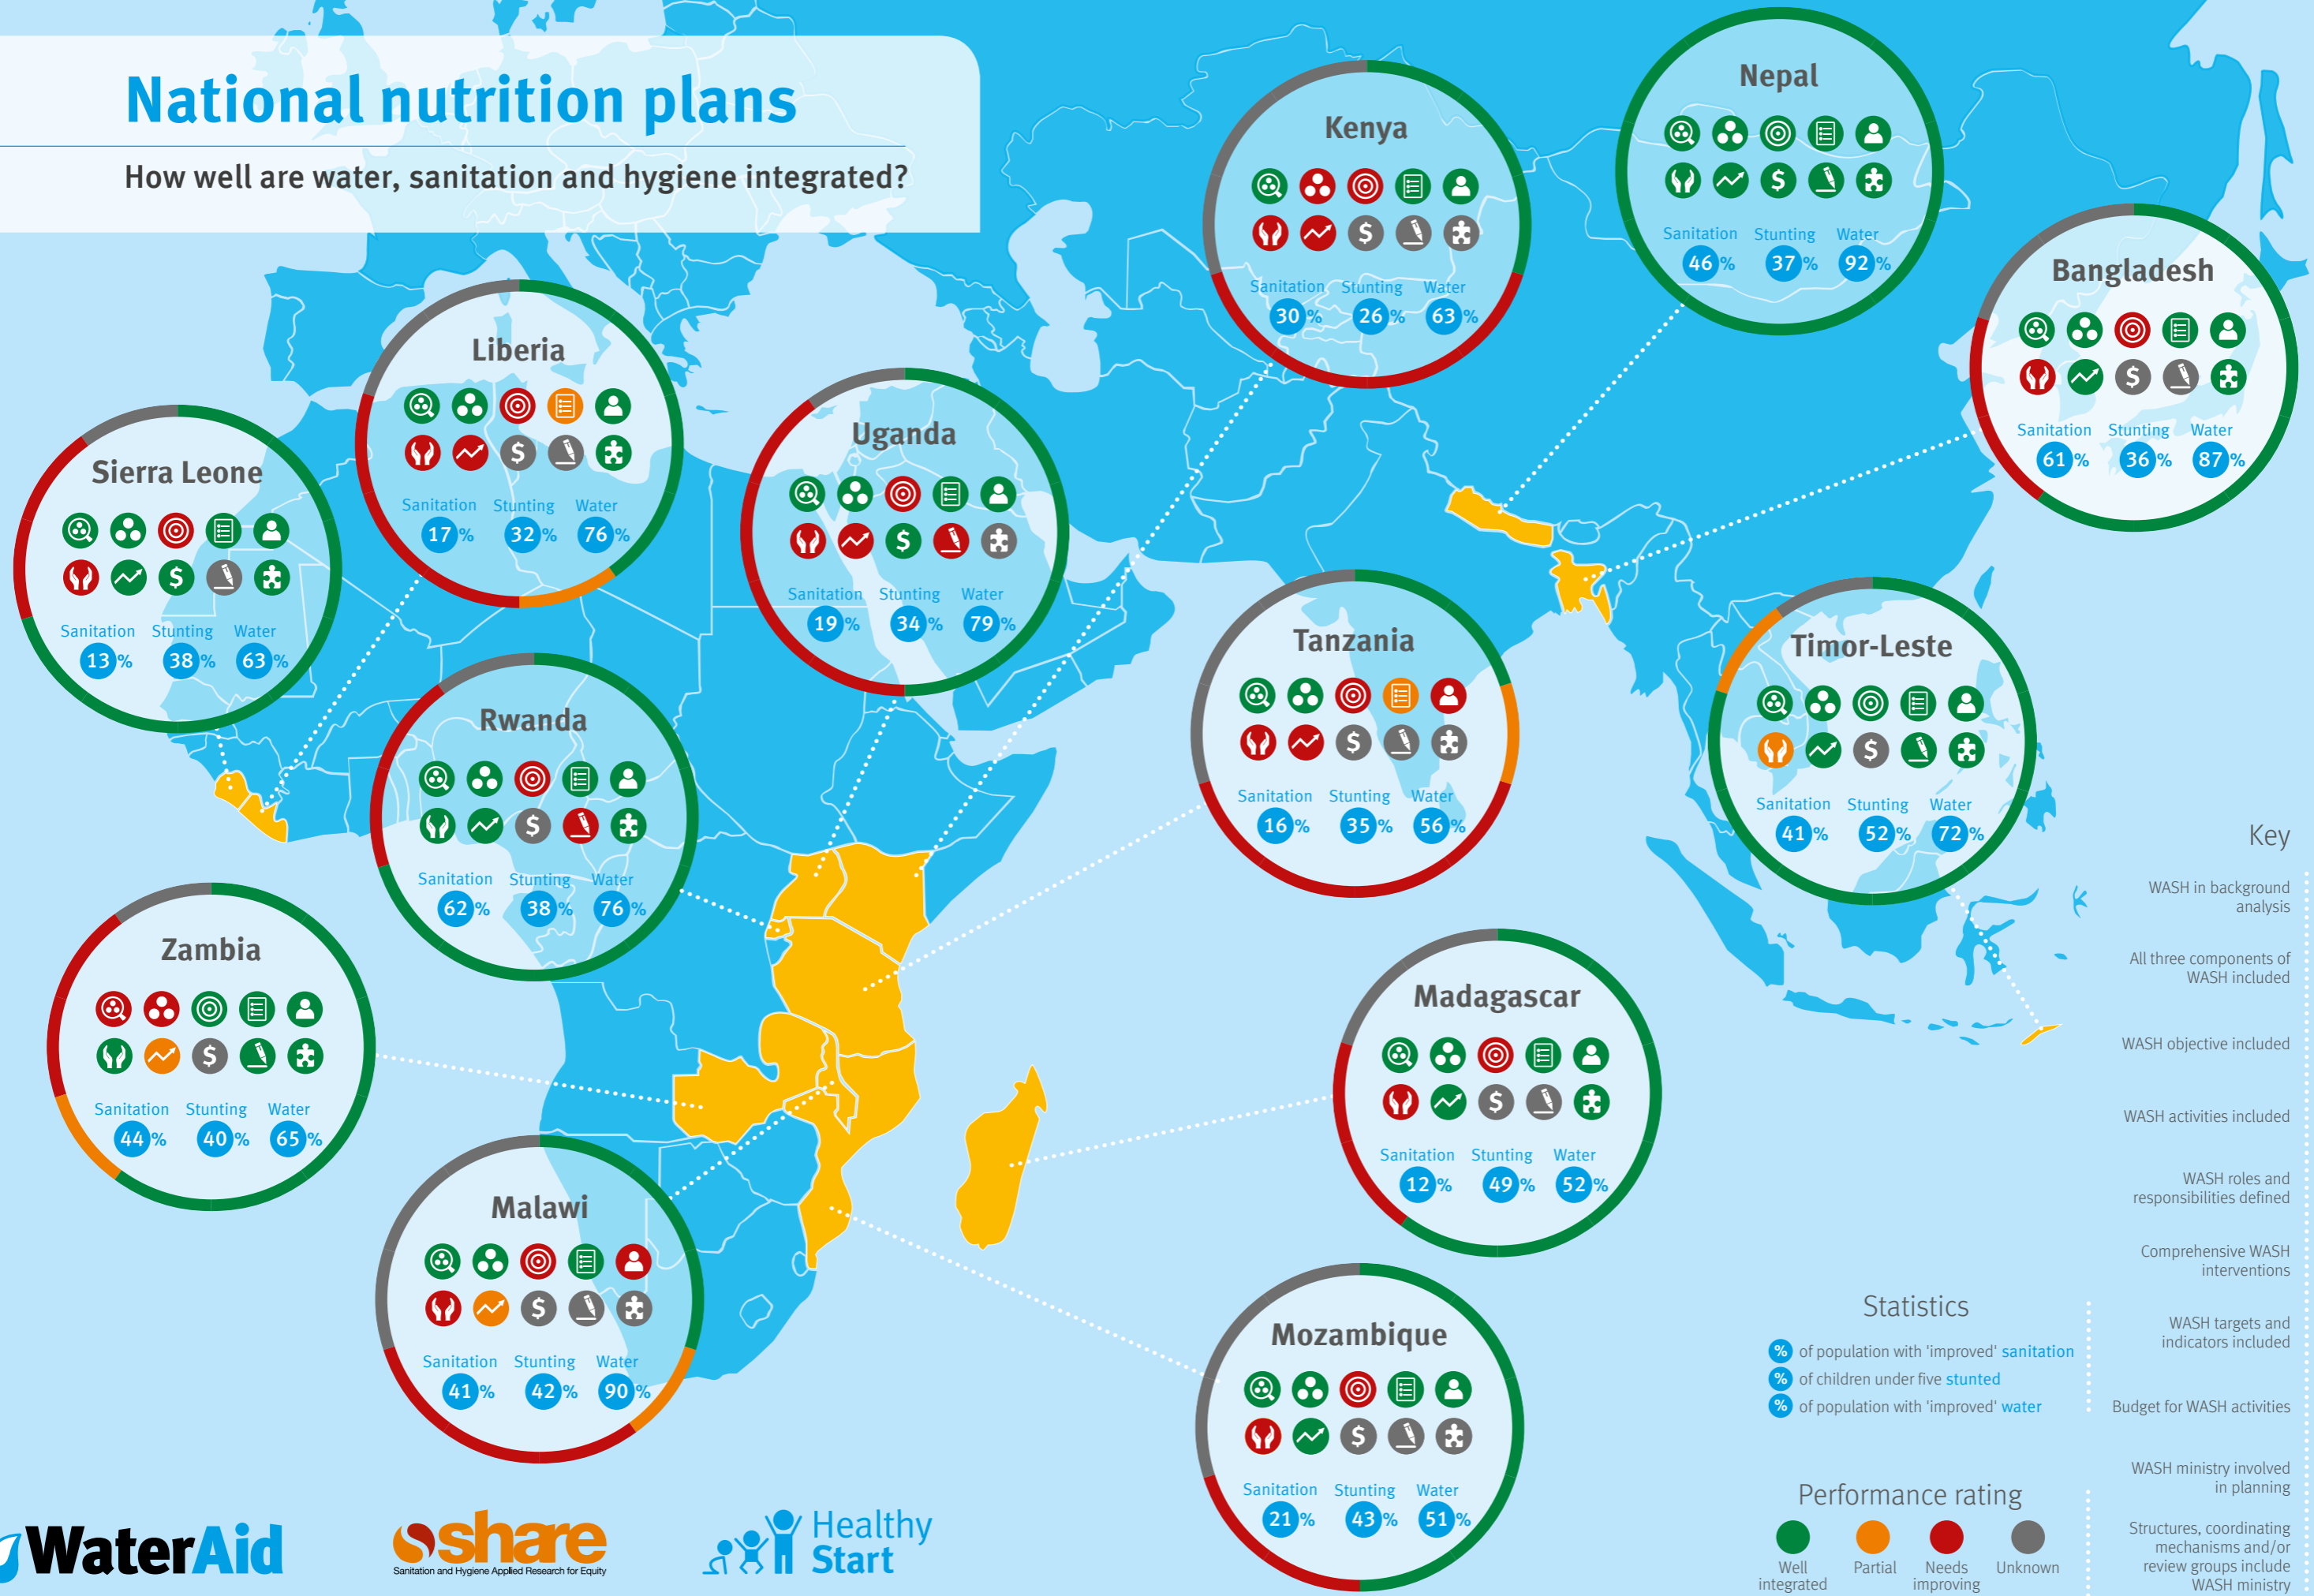 National nutrition plans
How well are water, sanitation and hygiene integrated?
Kenya
Sanitation Stunting Water
30% 26% 63%
Nepal
Sanitation Stunting Water
46% 37% 92%
Bangladesh
Sanitation Stunting Water
61% 36% 87%
Liberia
Sanitation Stunting Water
17% 32% 76%
Uganda
Sanitation Stunting Water
19% 34% 79%
Sierra Leone
Sanitation Stunting Water
13% 38% 63%
Rwanda
Sanitation Stunting Water
62% 38% 76%
Tanzania
Sanitation Stunting Water
16% 35% 56%
Timor-Leste
Sanitation Stunting Water
41% 52% 72%
Zambia
Sanitation Stunting Water
44% 40% 65%
Madagascar
Sanitation Stunting Water
12% 49% 52%
Malawi
Sanitation Stunting Water
41% 42% 90%
Mozambique
Sanitation Stunting Water
21% 43% 51%
Key
WASH in background
analysis
All three components of
WASH included
WASH objective included
WASH activities included
WASH roles and
responsibilities defined
Comprehensive WASH
interventions
WASH targets and
indicators included
Budget for WASH activities
WASH ministry involved
in planning
Structures, coordinating
mechanisms and/or
review groups include
WASH ministry
Statistics
% of population with 'improved' sanitation
% of children under five stunted
% of population with 'improved' water
Performance rating
Well
integrated
Partial
Needs
improving
Unknown
WaterAid
share
Sanitation and Hygiene Applied Research for Equity
Healthy
Start